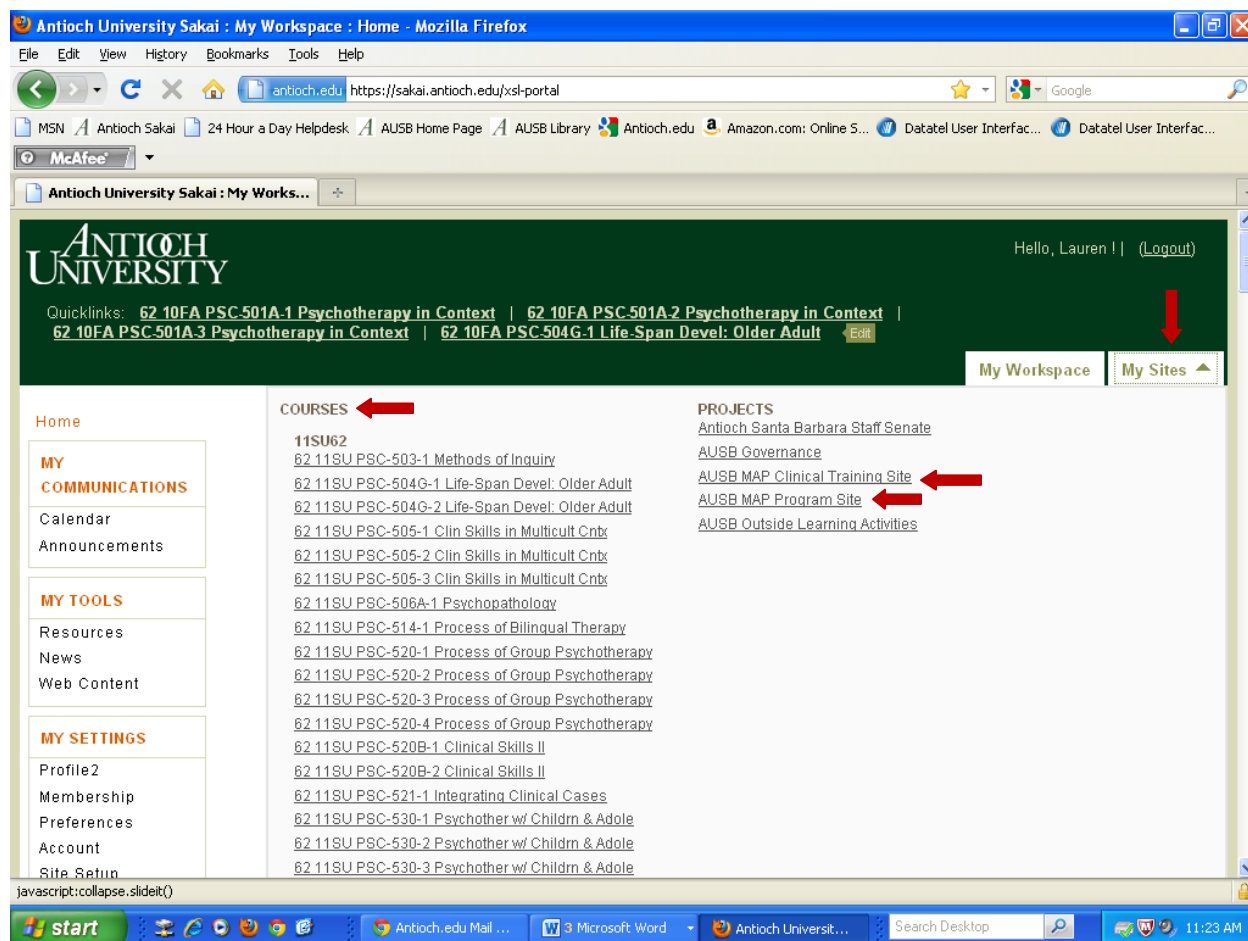 Antioch University Sakai : My Workspace : Home - Mozilla Firefox
File Edit View History Bookmarks Tools Help
antioch.edu https://sakai.antioch.edu/xsl-portal
Google
MSN Antioch Sakai 24 Hour a Day Helpdesk AUSB Home Page AUSB Library Antioch.edu Amazon.com: Online S... Datatel User Interfac... Datatel User Interfac...
McAfee
Antioch University Sakai : My Works...
ANTIOCH
UNIVERSITY
Hello, Lauren ! | (Logout)
Quicklinks: 62 10FA PSC-501A-1 Psychotherapy in Context | 62 10FA PSC-501A-2 Psychotherapy in Context |
62 10FA PSC-501A-3 Psychotherapy in Context | 62 10FA PSC-504G-1 Life-Span Devel: Older Adult Edit
My Workspace My Sites
Home
MY
COMMUNICATIONS
Calendar
Announcements
MY TOOLS
Resources
News
Web Content
MY SETTINGS
Profile2
Membership
Preferences
Account
Site Setup
COURSES
11SU62
62 11SU PSC-503-1 Methods of Inquiry
62 11SU PSC-504G-1 Life-Span Devel: Older Adult
62 11SU PSC-504G-2 Life-Span Devel: Older Adult
62 11SU PSC-505-1 Clin Skills in Multicult Cntx
62 11SU PSC-505-2 Clin Skills in Multicult Cntx
62 11SU PSC-505-3 Clin Skills in Multicult Cntx
62 11SU PSC-506A-1 Psychopathology
62 11SU PSC-514-1 Process of Bilingual Therapy
62 11SU PSC-520-1 Process of Group Psychotherapy
62 11SU PSC-520-2 Process of Group Psychotherapy
62 11SU PSC-520-3 Process of Group Psychotherapy
62 11SU PSC-520-4 Process of Group Psychotherapy
62 11SU PSC-520B-1 Clinical Skills II
62 11SU PSC-520B-2 Clinical Skills II
62 11SU PSC-521-1 Integrating Clinical Cases
62 11SU PSC-530-1 Psychother w/ Childrn & Adole
62 11SU PSC-530-2 Psychother w/ Childrn & Adole
62 11SU PSC-530-3 Psychother w/ Childrn & Adole
PROJECTS
Antioch Santa Barbara Staff Senate
AUSB Governance
AUSB MAP Clinical Training Site
AUSB MAP Program Site
AUSB Outside Learning Activities
javascript:collapse.slideit()
start Antioch.edu Mail ... 3 Microsoft Word Antioch Universit... Search Desktop 11:23 AM